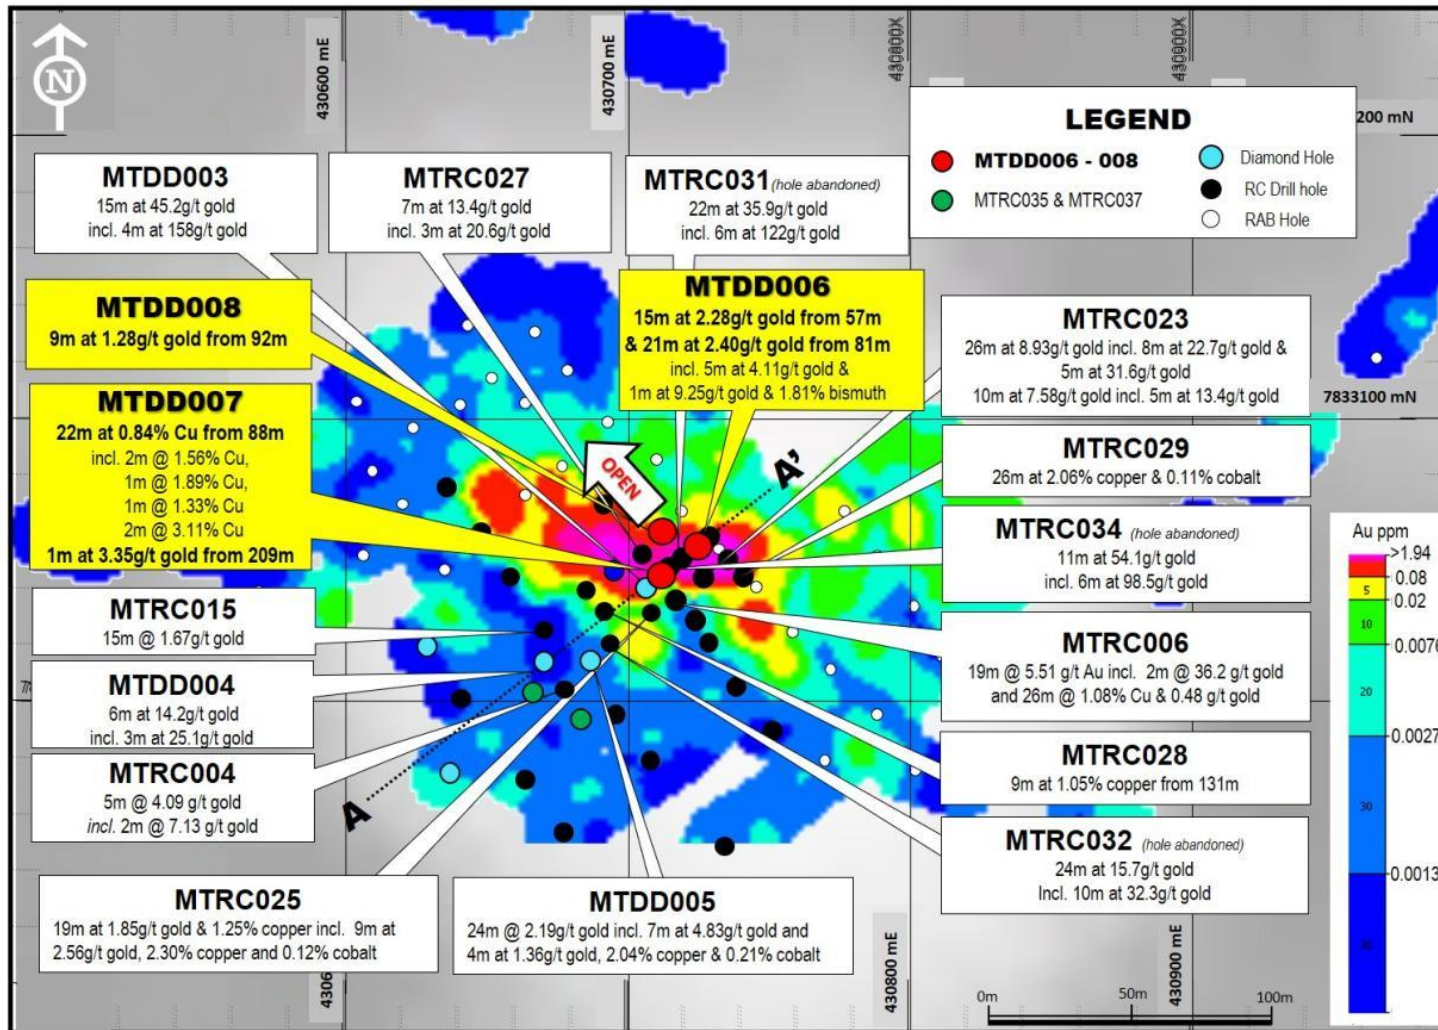 N
430600 mE
430700 mE
430800X
430900X
LEGEND
MTDD006 - 008
MTRC035 & MTRC037
Diamond Hole
RC Drill hole
RAB Hole
200 mN
MTDD003
15m at 45.2g/t gold
incl. 4m at 158g/t gold
MTRC027
7m at 13.4g/t gold
incl. 3m at 20.6g/t gold
MTRC031 (hole abandoned)
22m at 35.9g/t gold
incl. 6m at 122g/t gold
MTDD008
9m at 1.28g/t gold from 92m
MTDD006
15m at 2.28g/t gold from 57m
& 21m at 2.40g/t gold from 81m
incl. 5m at 4.11g/t gold &
1m at 9.25g/t gold & 1.81% bismuth
MTRC023
26m at 8.93g/t gold incl. 8m at 22.7g/t gold &
5m at 31.6g/t gold
10m at 7.58g/t gold incl. 5m at 13.4g/t gold
7833100 mN
MTDD007
22m at 0.84% Cu from 88m
incl. 2m @ 1.56% Cu,
1m @ 1.89% Cu,
1m @ 1.33% Cu
2m @ 3.11% Cu
1m at 3.35g/t gold from 209m
OPEN
A'
MTRC029
26m at 2.06% copper & 0.11% cobalt
MTRC034 (hole abandoned)
11m at 54.1g/t gold
incl. 6m at 98.5g/t gold
Au ppm
>1.94
0.08
5
0.02
10
0.0076
20
0.0027
30
0.0013
MTRC015
15m @ 1.67g/t gold
MTRC006
19m @ 5.51 g/t Au incl. 2m @ 36.2 g/t gold
and 26m @ 1.08% Cu & 0.48 g/t gold
MTDD004
6m at 14.2g/t gold
incl. 3m at 25.1g/t gold
MTRC004
5m @ 4.09 g/t gold
incl. 2m @ 7.13 g/t gold
A
MTRC028
9m at 1.05% copper from 131m
MTRC032 (hole abandoned)
24m at 15.7g/t gold
Incl. 10m at 32.3g/t gold
MTRC025
19m at 1.85g/t gold & 1.25% copper incl. 9m at
2.56g/t gold, 2.30% copper and 0.12% cobalt
MTDD005
24m @ 2.19g/t gold incl. 7m at 4.83g/t gold and
4m at 1.36g/t gold, 2.04% copper & 0.21% cobalt
430800 mE
430900 mE
0m
50m
100m